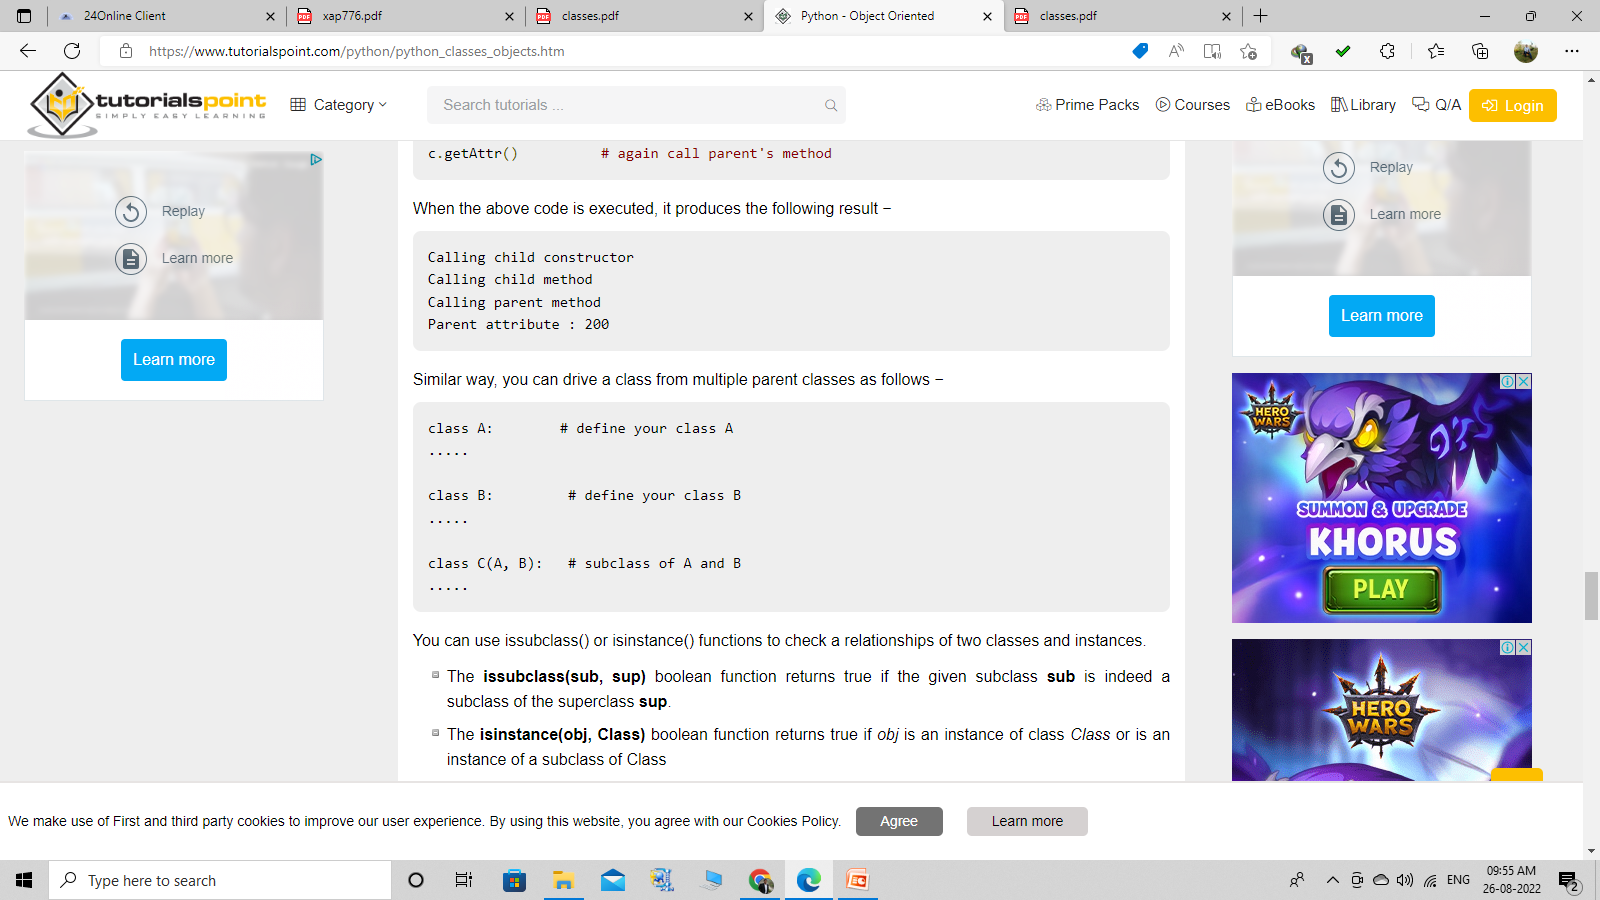 24Online Client
xap776.pdf
classes.pdf
Python - Object Oriented
classes.pdf
https://www.tutorialspoint.com/python/python_classes_objects.htm
tutorialspoint
SIMPLY EASY LEARNING
Category
Search tutorials ...
Prime Packs
Courses
eBooks
Library
Q/A
Login
Replay
Learn more
Learn more
c.getAttr()          # again call parent's method
When the above code is executed, it produces the following result −
Calling child constructor
Calling child method
Calling parent method
Parent attribute : 200
Similar way, you can drive a class from multiple parent classes as follows −
class A:        # define your class A
.....
class B:         # define your class B
.....
class C(A, B):   # subclass of A and B
.....
You can use issubclass() or isinstance() functions to check a relationships of two classes and instances.
The issubclass(sub, sup) boolean function returns true if the given subclass sub is indeed a
subclass of the superclass sup.
The isinstance(obj, Class) boolean function returns true if obj is an instance of class Class or is an
instance of a subclass of Class
Replay
Learn more
Learn more
HERO
WARS
SUMMON & UPGRADE
KHORUS
PLAY
HERO
WARS
We make use of First and third party cookies to improve our user experience. By using this website, you agree with our Cookies Policy.
Agree
Learn more
Type here to search
ENG
09:55 AM
26-08-2022
2